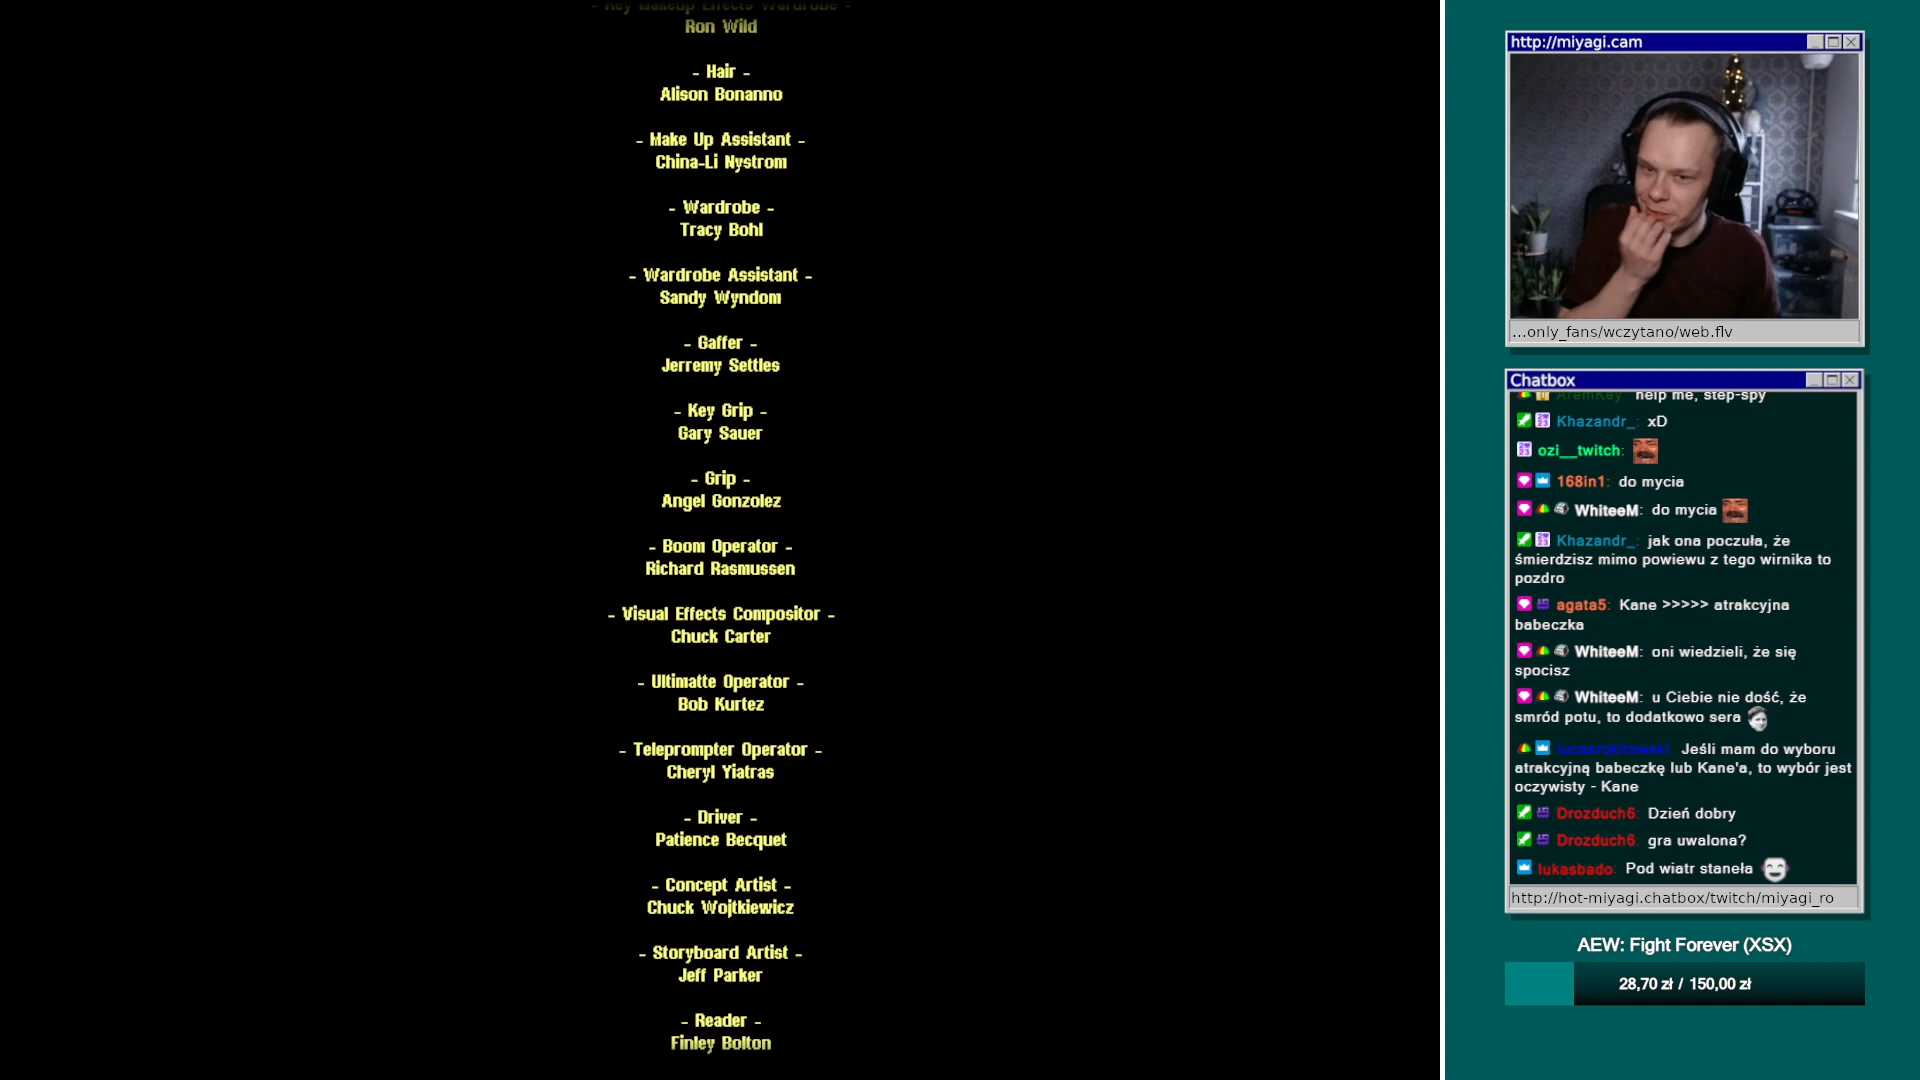 - Key Makeup Effects Wardrobe -
Ron Wild
- Hair -
Alison Bonanno
- Make Up Assistant -
China-Li Nystrom
- Wardrobe -
Tracy Bohl
- Wardrobe Assistant -
Sandy Wyndom
- Gaffer -
Jerremy Settles
- Key Grip -
Gary Sauer
- Grip -
Angel Gonzolez
- Boom Operator -
Richard Rasmussen
- Visual Effects Compositor -
Chuck Carter
- Ultimatte Operator -
Bob Kurtez
- Teleprompter Operator -
Cheryl Yiatras
- Driver -
Patience Becquet
- Concept Artist -
Chuck Wojtkiewicz
- Storyboard Artist -
Jeff Parker
- Reader -
Finley Bolton
http://miyagi.cam
...only_fans/wczytano/web.flv
Chatbox
AremKey help me, step-spy
Khazandr_: xD
ozi__twitch:
168in1: do mycia
WhiteeM: do mycia
Khazandr_: jak ona poczuła, że
śmierdzisz mimo powiewu z tego wirnika to
pozdro
agata5: Kane >>>>> atrakcyjna
babeczka
WhiteeM: oni wiedzieli, że się
spocisz
WhiteeM: u Ciebie nie dość, że
smród potu, to dodatkowo sera
Jeśli mam do wyboru
atrakcyjną babeczkę lub Kane'a, to wybór jest
oczywisty - Kane
Drozduch6: Dzień dobry
Drozduch6: gra uwalona?
lukasbado: Pod wiatr staneła
http://hot-miyagi.chatbox/twitch/miyagi_ro
AEW: Fight Forever (XSX)
28,70 zł / 150,00 zł